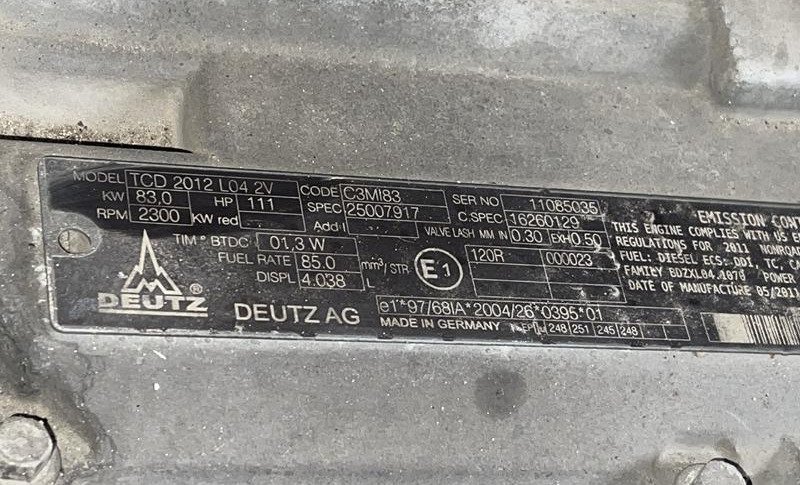 MODEL TCD 2012 L04 2V CODE C3MI83 SER NO 11065035
KW 83,0 HP 111 SPEC 25007917 C.SPEC 16260129
RPM 2300 KW red Add I VALVE LASH MM IN 0.30 EXH 0.50
TIM ° BTDC 01,3 W
FUEL RATE 85.0 mm³/STR.
DISPL 4.038 L
E1
120R 000023
DEUTZ ®
DEUTZ AG
e1*97/68IA*2004/26*0395*01
MADE IN GERMANY 248 251 245 248
EMISSION CONT
THIS ENGINE COMPLIES WITH US E
REGULATIONS FOR 2011 NONROA
FUEL: DIESEL ECS: DDI, TC, CA
FAMILY BDZXL04.1078 POWER
DATE OF MANUFACTURE 05/2011